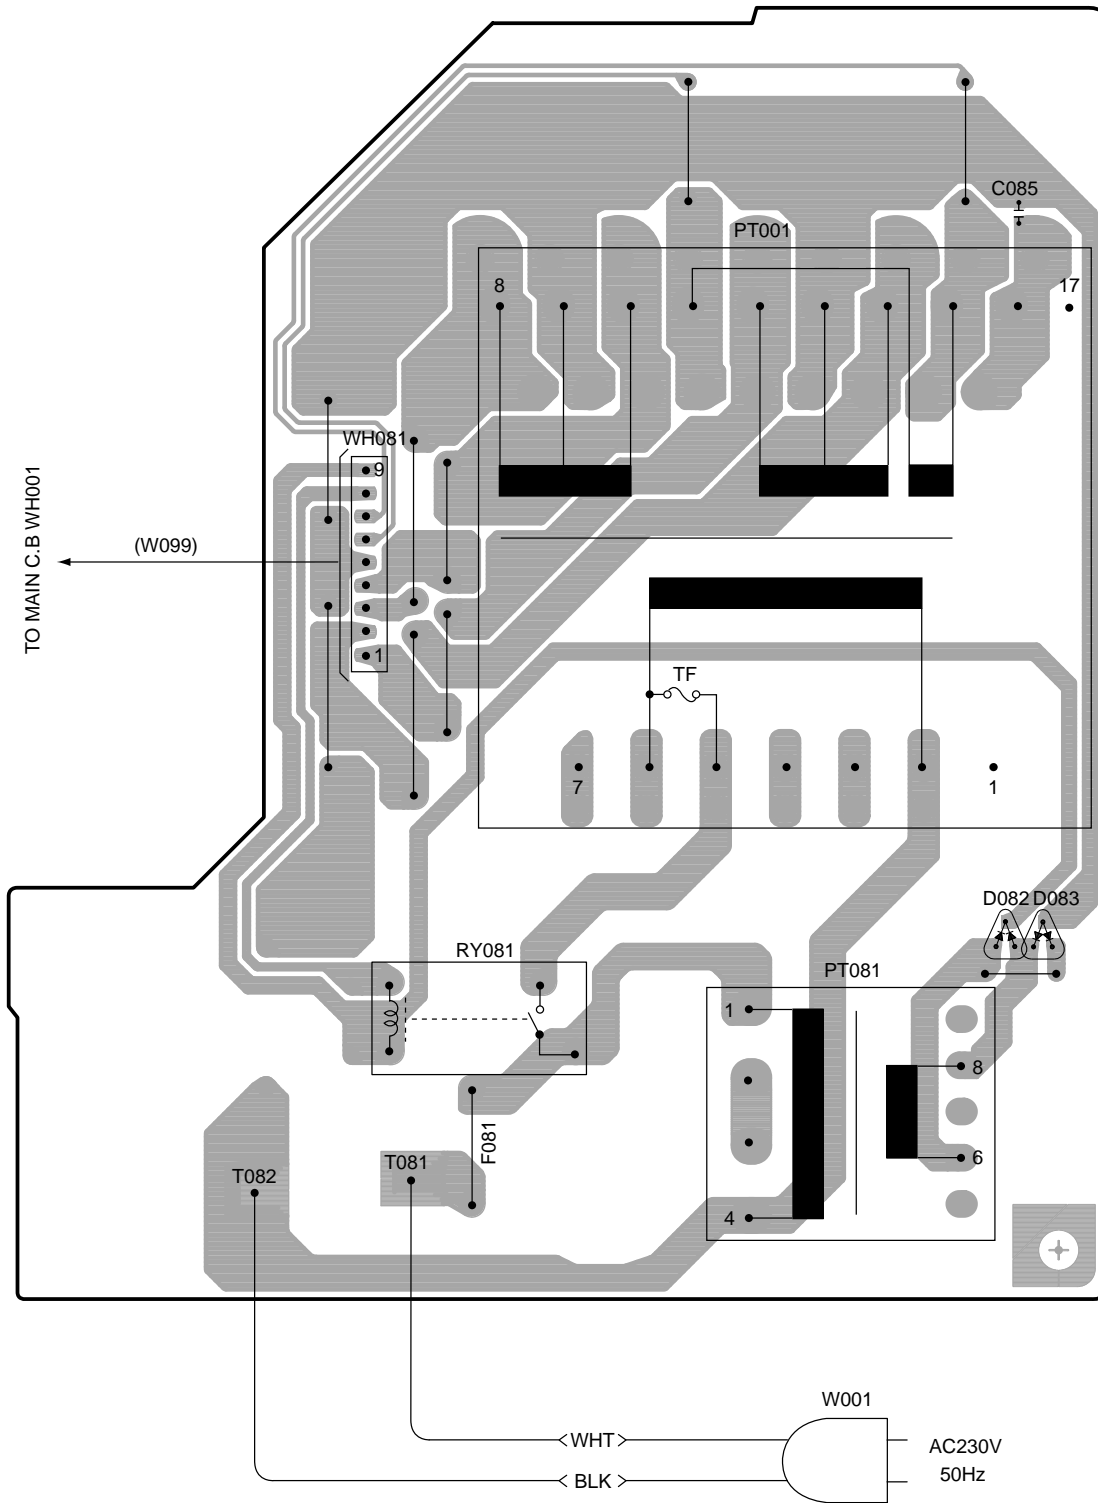 C085
PT001
8
17
WH081
9
TO MAIN C.B WH001
(W099)
1
TF
7
1
D082 D083
RY081
PT081
1
8
F081
T081
T082
6
4
W001
WHT
AC230V
50Hz
BLK